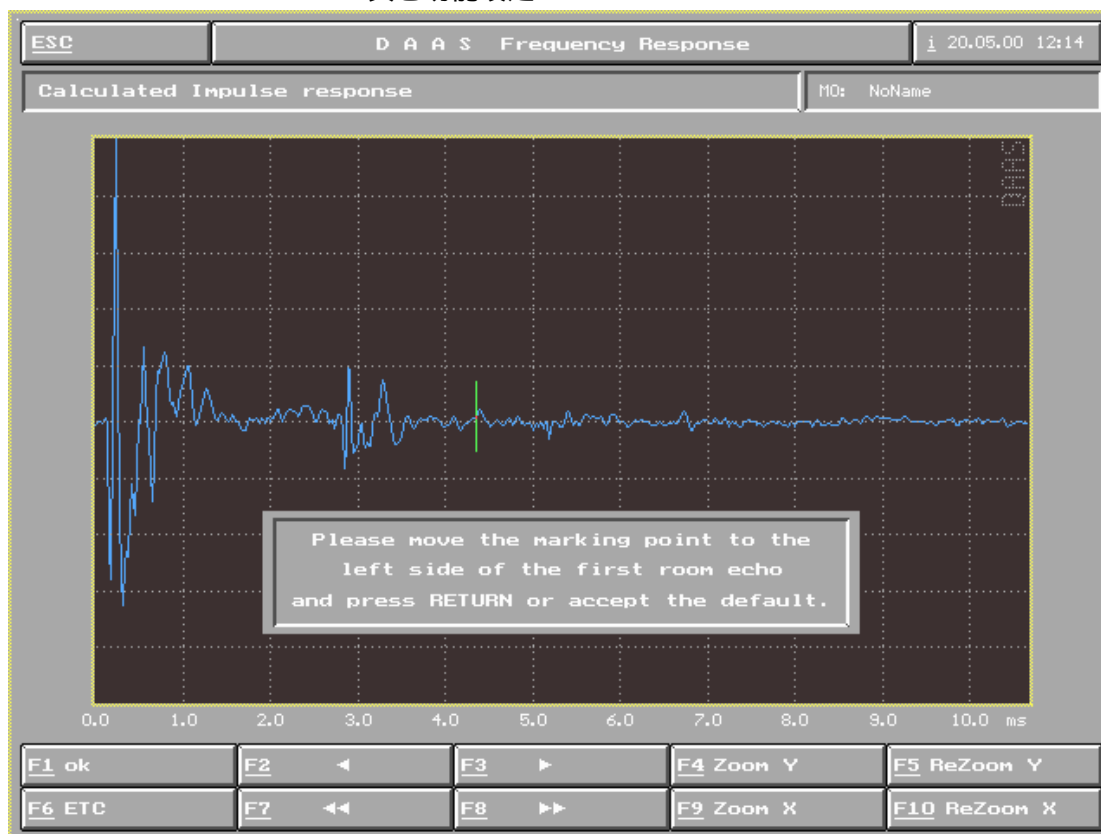 ESC
D A A S Frequency Response
i 20.05.00 12:14
Calculated Impulse response
MO: NoName
DAAS
Please move the marking point to the
left side of the first room echo
and press RETURN or accept the default.
0.0 1.0 2.0 3.0 4.0 5.0 6.0 7.0 8.0 9.0 10.0 ms
F1 ok
F2 ◄
F3 ►
F4 Zoom Y
F5 ReZoom Y
F6 ETC
F7 ◄◄
F8 ►►
F9 Zoom X
F10 ReZoom X